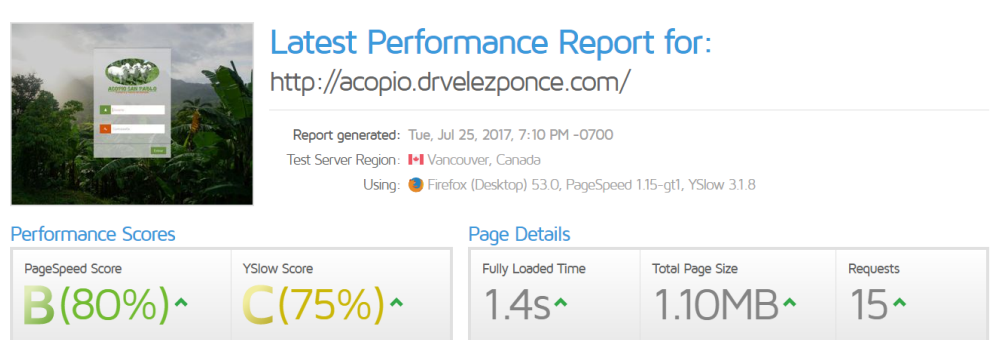 Latest Performance Report for:
http://acopio.drvelezponce.com/
ACOPIO SAN PABLO
Report generated: Tue, Jul 25, 2017, 7:10 PM -0700
Test Server Region: Vancouver, Canada
Using: Firefox (Desktop) 53.0, PageSpeed 1.15-gt1, YSlow 3.1.8
Performance Scores
PageSpeed Score
B(80%)
YSlow Score
C(75%)
Page Details
Fully Loaded Time
1.4s
Total Page Size
1.10MB
Requests
15